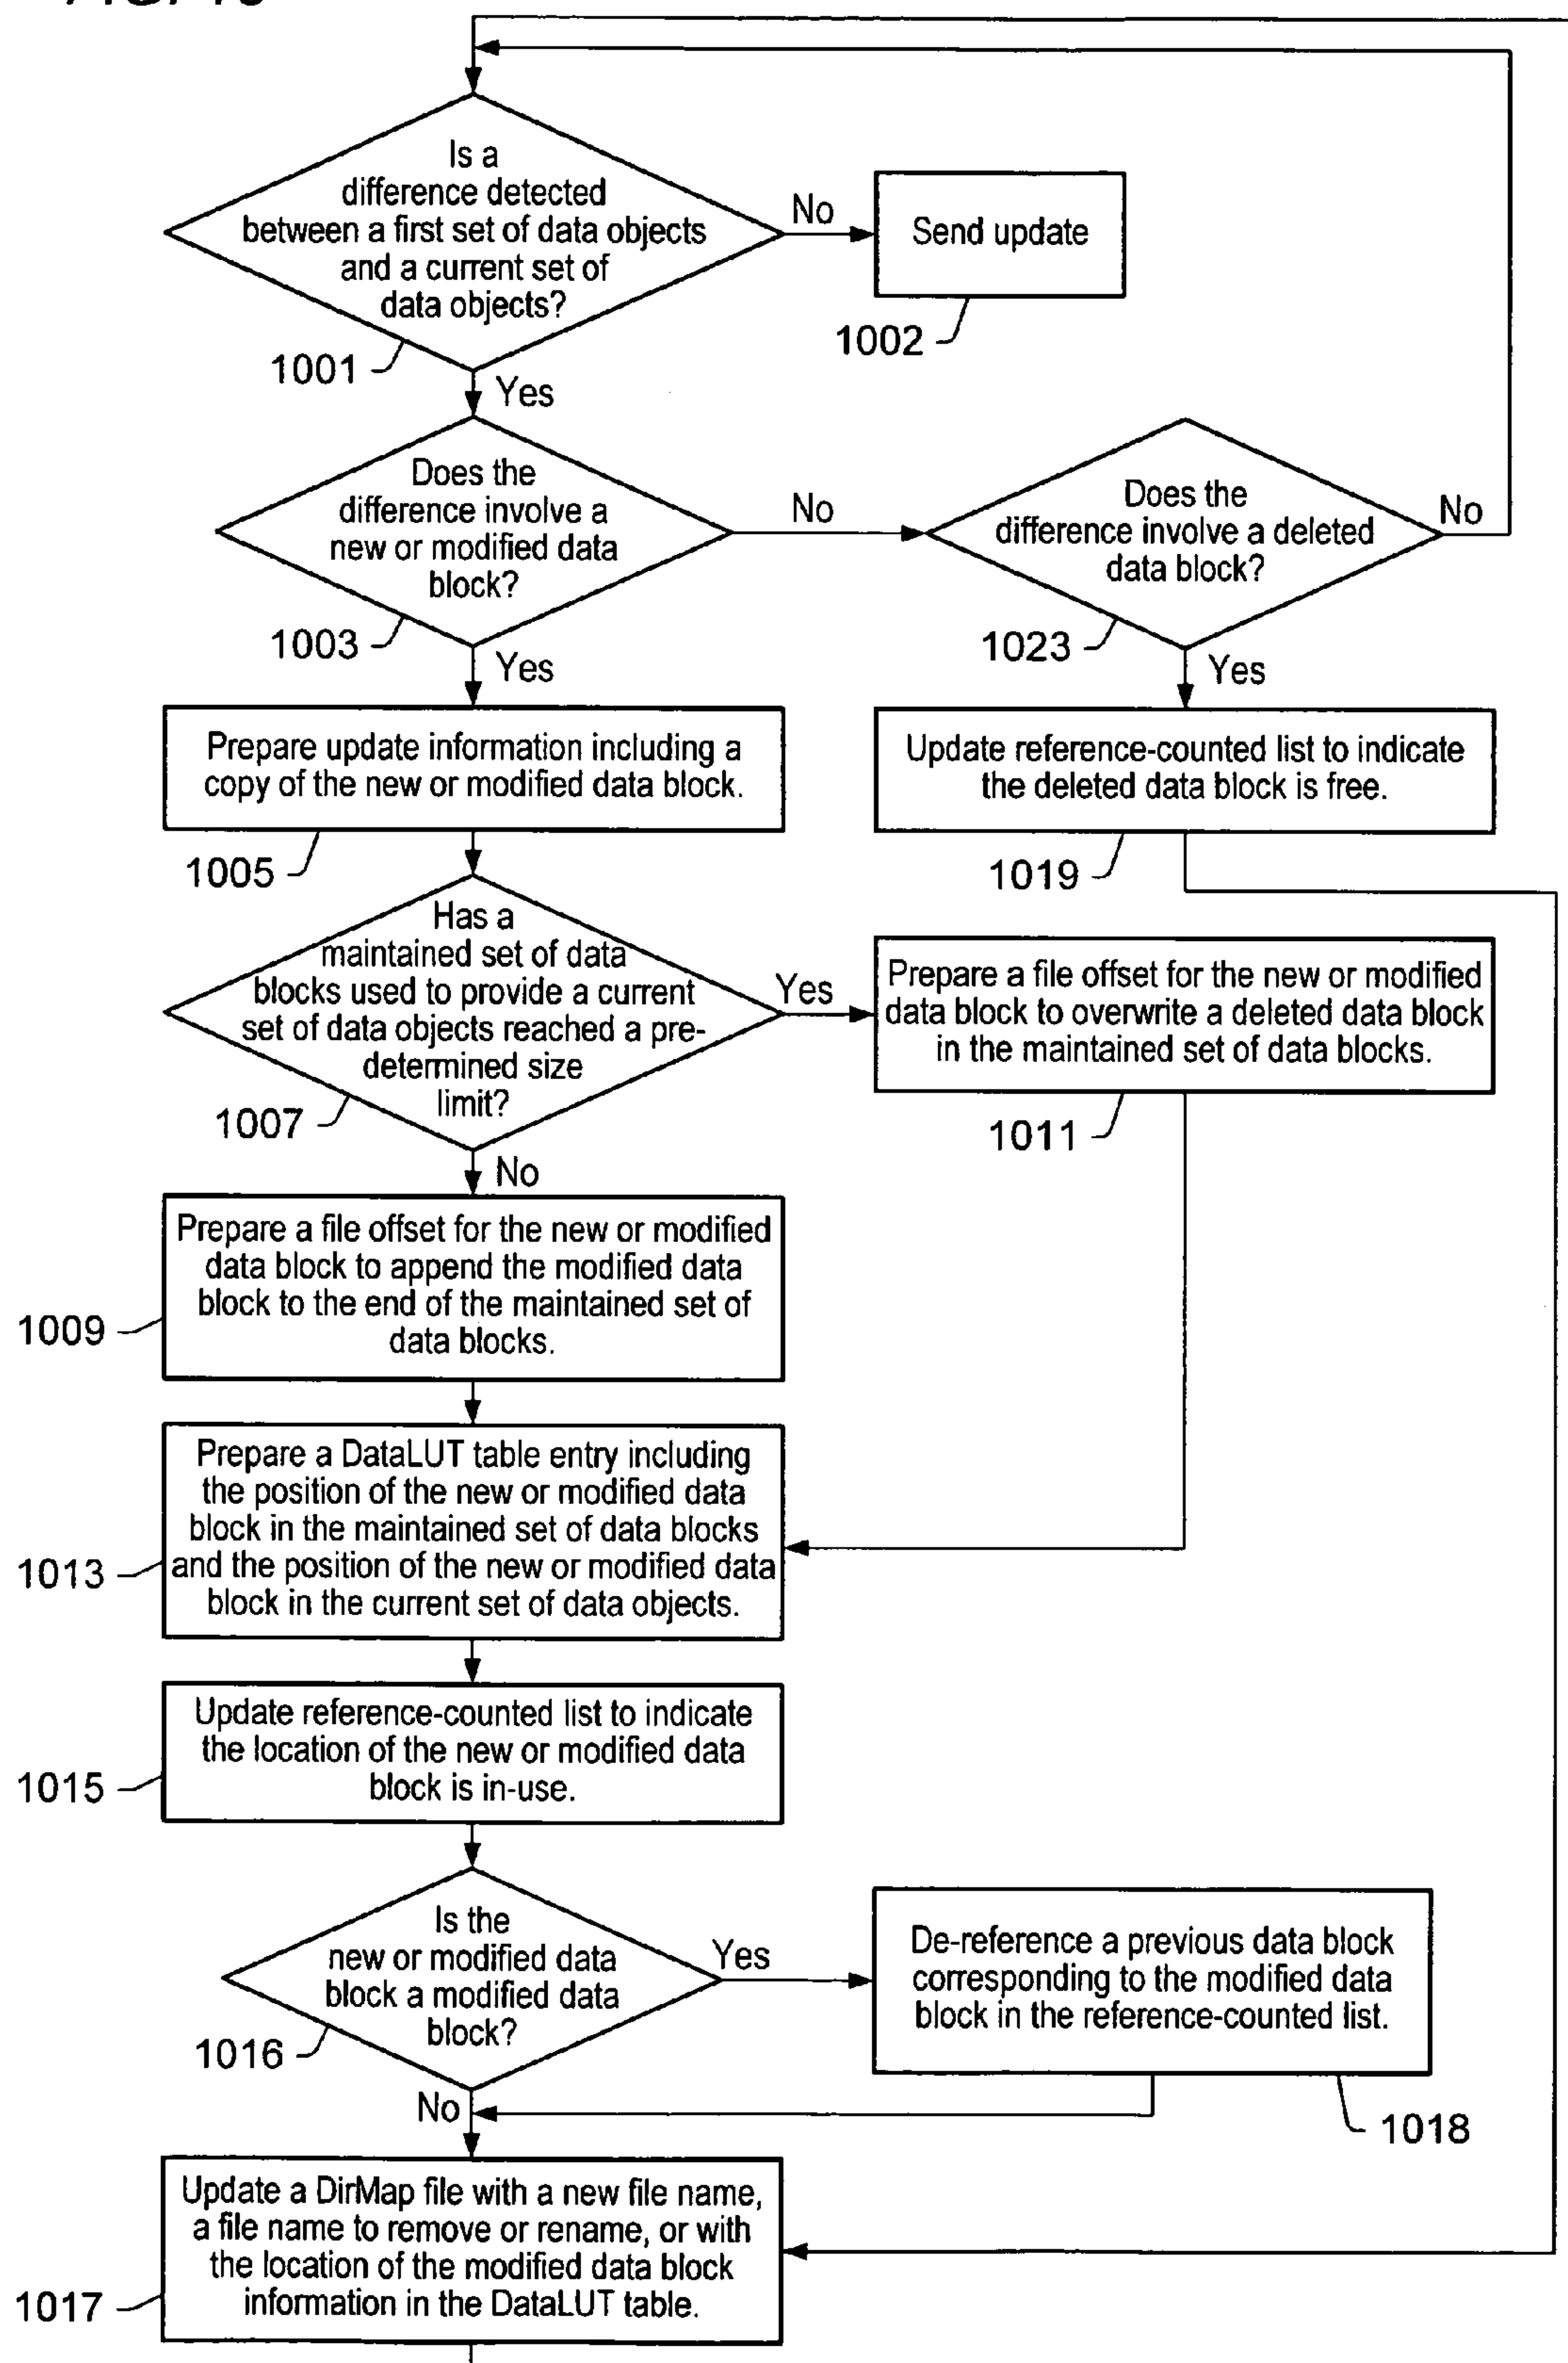 Is a
difference detected
between a first set of data objects
and a current set of
data objects?
No
Send update
1002
1001
Yes
Does the
difference involve a
new or modified data
block?
No
Does the
difference involve a deleted
data block?
No
1003
1023
Yes
Yes
Prepare update information including a
copy of the new or modified data block.
Update reference-counted list to indicate
the deleted data block is free.
1005
1019
Has a
maintained set of data
blocks used to provide a current
set of data objects reached a pre-
determined size
limit?
Yes
Prepare a file offset for the new or modified
data block to overwrite a deleted data block
in the maintained set of data blocks.
1007
1011
No
Prepare a file offset for the new or modified
data block to append the modified data
block to the end of the maintained set of
data blocks.
1009
Prepare a DataLUT table entry including
the position of the new or modified data
block in the maintained set of data blocks
and the position of the new or modified data
block in the current set of data objects.
1013
Update reference-counted list to indicate
the location of the new or modified data
block is in-use.
1015
Is the
new or modified data
block a modified data
block?
Yes
De-reference a previous data block
corresponding to the modified data
block in the reference-counted list.
1016
No
1018
Update a DirMap file with a new file name,
a file name to remove or rename, or with
the location of the modified data block
information in the DataLUT table.
1017